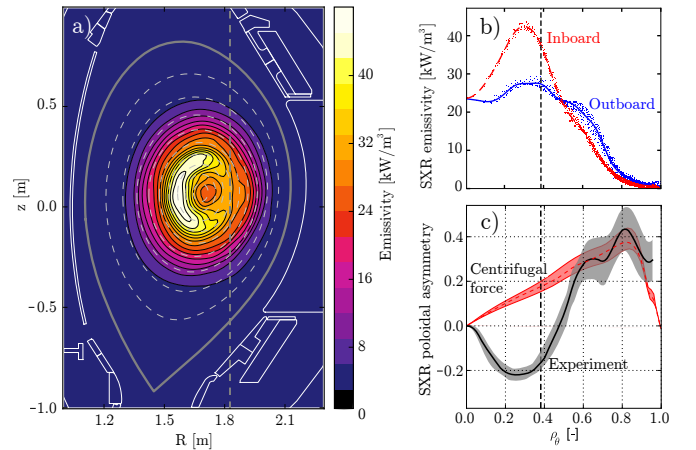 a)
z [m]
0.5
0.0
-0.5
-1.0
1.2
1.5
1.8
2.1
R [m]
40
32
24
16
8
0
Emissivity [kW/m³]
b)
SXR emissivity [kW/m³]
40
30
20
10
0
Inboard
Outboard
c)
SXR poloidal asymmetry
0.4
0.2
0.0
-0.2
Centrifugal
force
Experiment
0.0
0.2
0.4
0.6
0.8
1.0
ρθ [-]